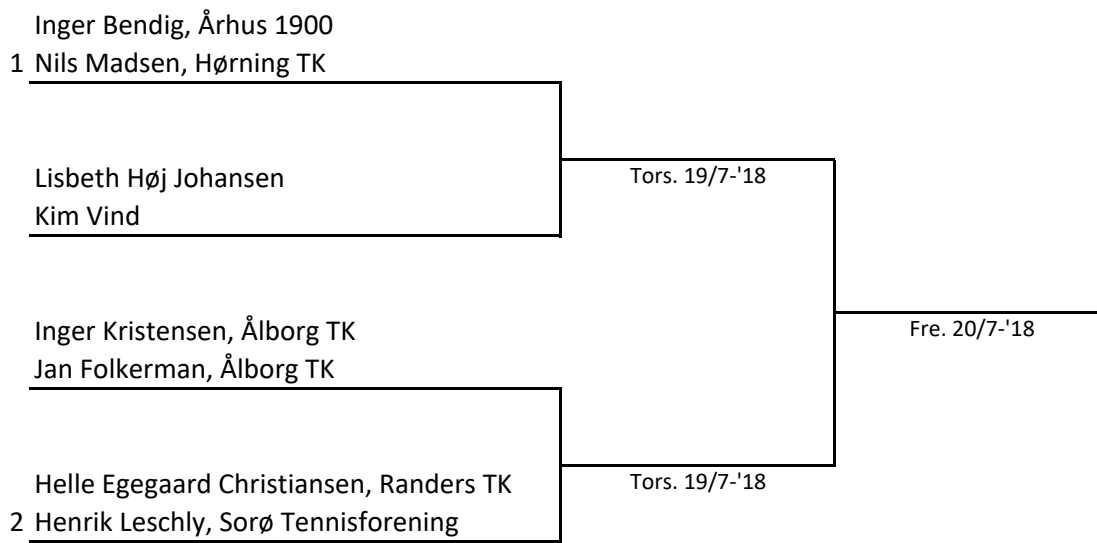 Inger Bendig, Århus 1900
1 Nils Madsen, Hørning TK
Lisbeth Høj Johansen
Kim Vind
Tors. 19/7-'18
Inger Kristensen, Ålborg TK
Jan Folkerman, Ålborg TK
Fre. 20/7-'18
Helle Egegaard Christiansen, Randers TK
2 Henrik Leschly, Sorø Tennisforening
Tors. 19/7-'18